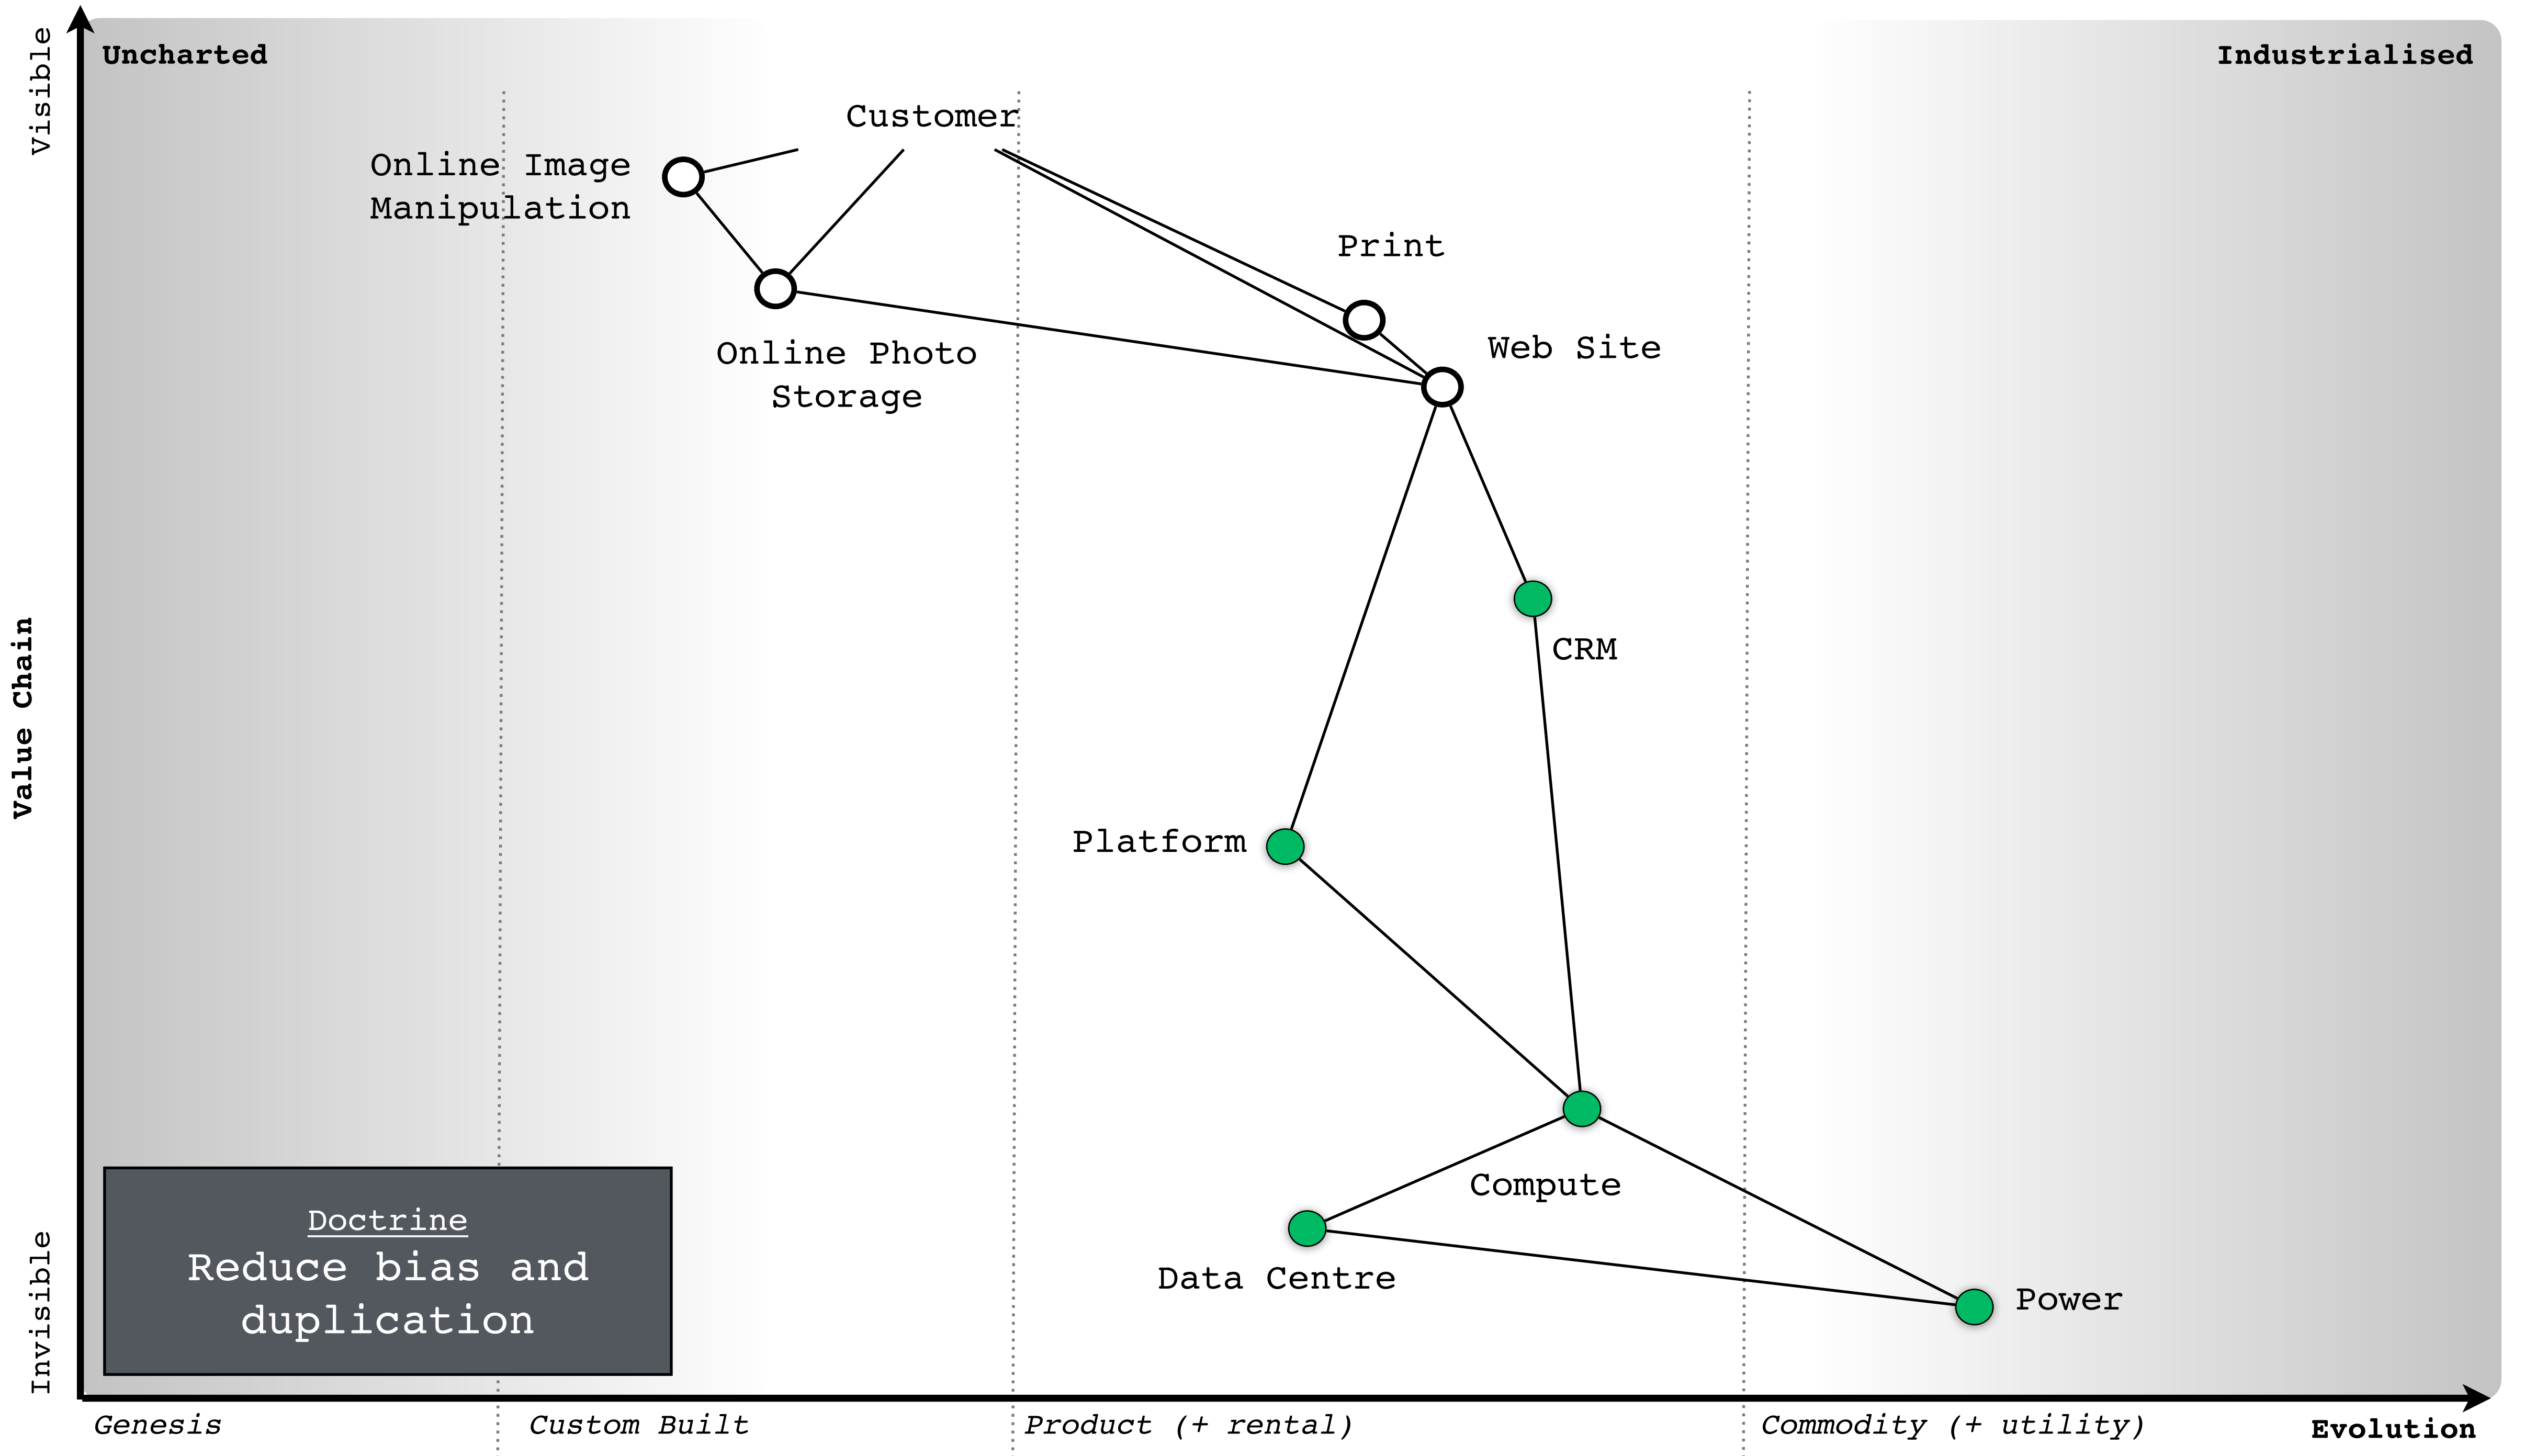 Uncharted
Industrialised
Visible
Customer
Online Image
Manipulation
Print
Web Site
Online Photo
Storage
CRM
Value Chain
Platform
Compute
Doctrine
Reduce bias and
duplication
Data Centre
Power
Invisible
Genesis
Custom Built
Product (+ rental)
Commodity (+ utility)
Evolution